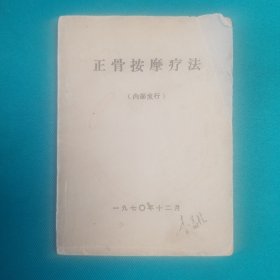 正骨按摩疗法
（内部发行）
一九七〇年十二月